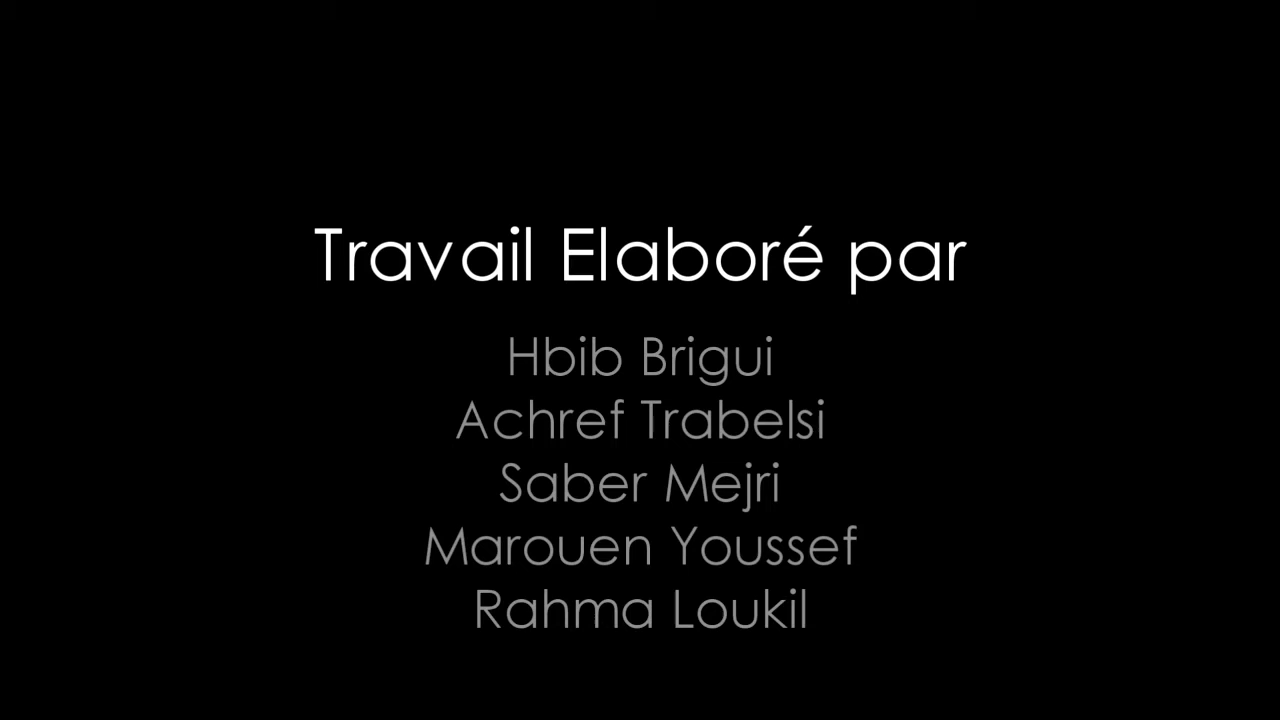 Travail Elaboré par
Hbib Brigui
Achref Trabelsi
Saber Mejri
Marouen Youssef
Rahma Loukil